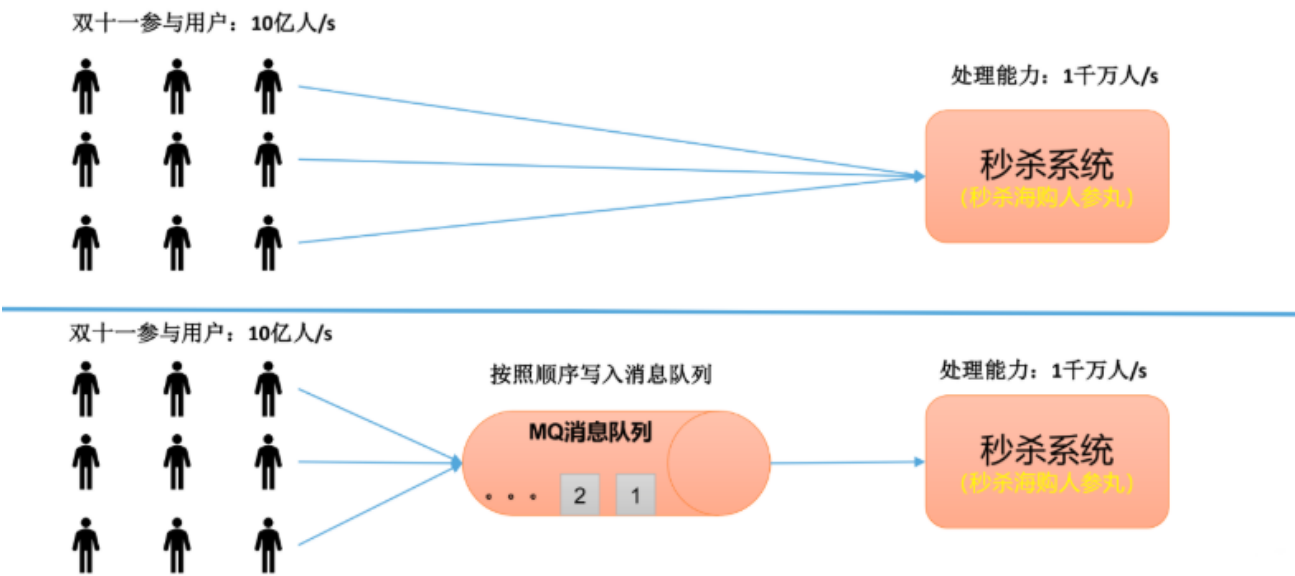 双十一参与用户：10亿人/s
处理能力：1千万人/s
秒杀系统
（秒杀海购人参丸）
双十一参与用户：10亿人/s
按照顺序写入消息队列
处理能力：1千万人/s
MQ消息队列
秒杀系统
（秒杀海购人参丸）
。。。 2 1